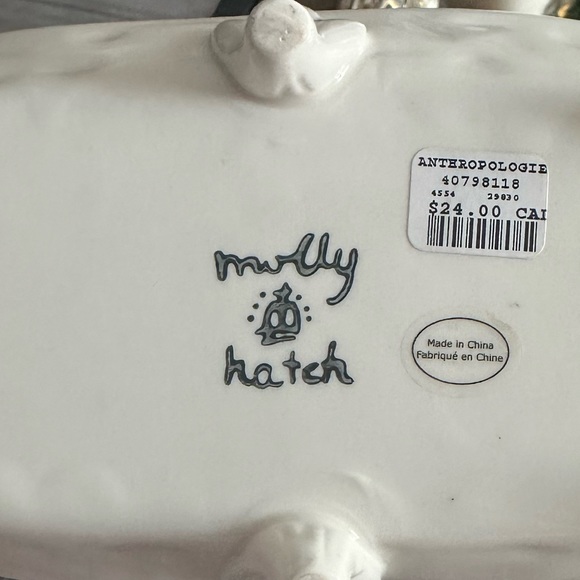 ANTHROPOLOGIE
40798118
4554 29830
$24.00 CAD
molly
hatch
Made in China
Fabriqué en Chine